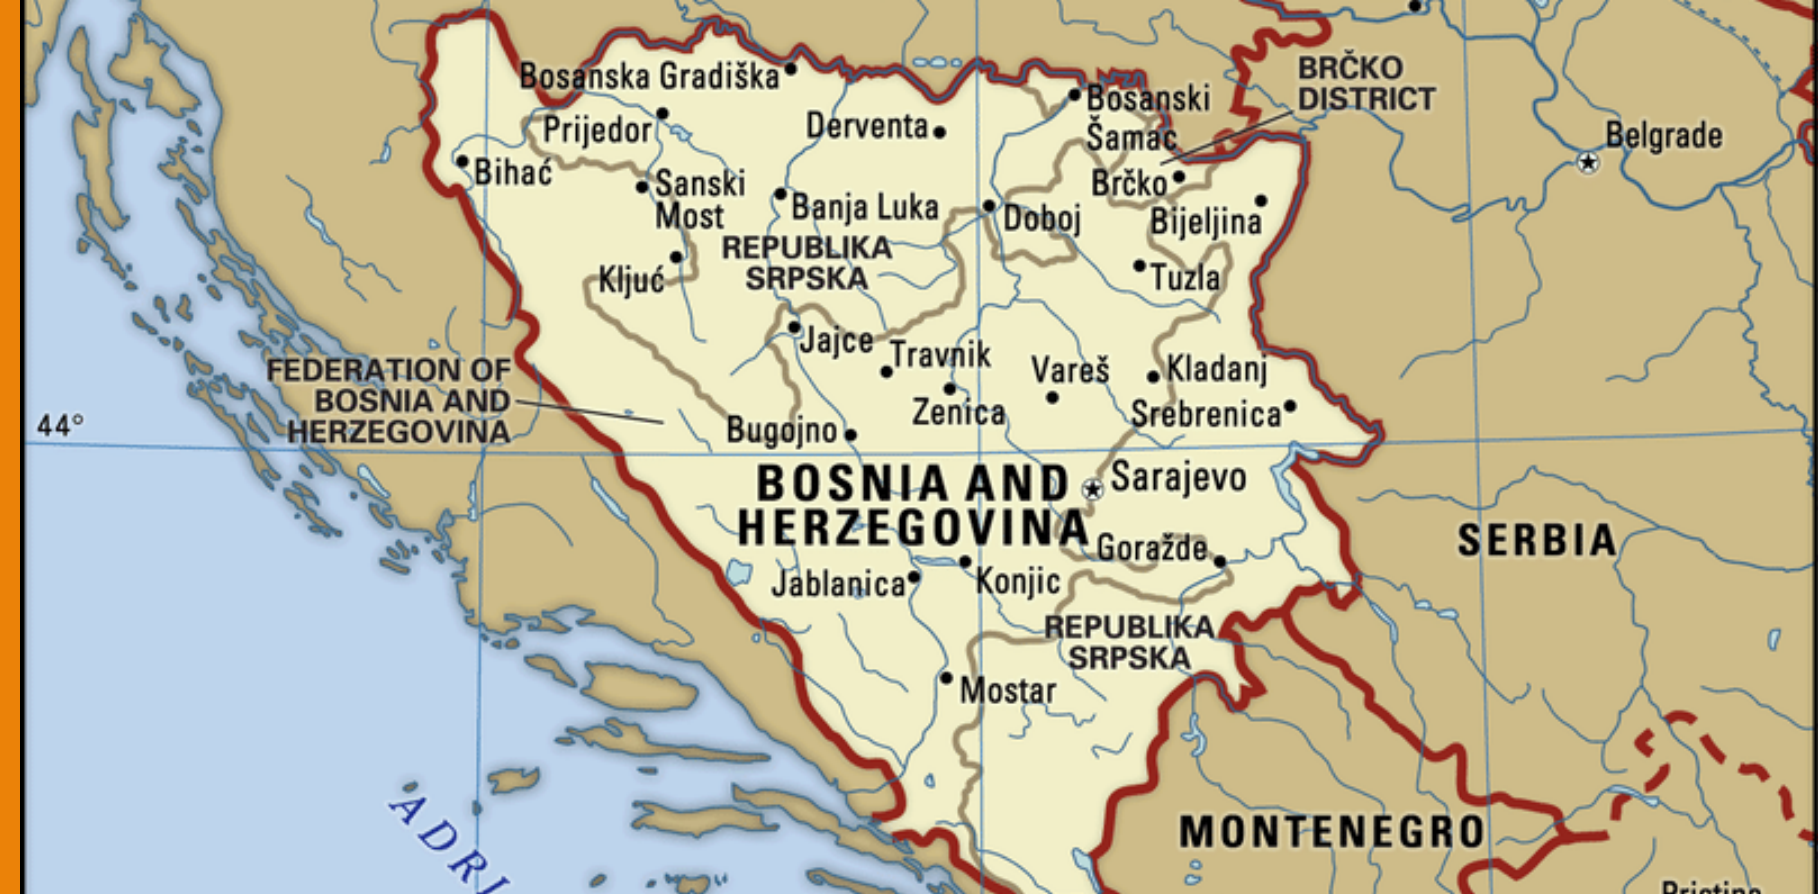 Bosanska Gradiška
BRČKO
DISTRICT
Bosanski
Šamac
Prijedor
Derventa
Belgrade
Bihać
Sanski
Most
Brčko
Banja Luka
Doboj
Bijeljina
REPUBLIKA
SRPSKA
Ključ
Tuzla
Jajce
Travnik
Vareš
Kladanj
FEDERATION OF
BOSNIA AND
HERZEGOVINA
Zenica
Srebrenica
44°
Bugojno
BOSNIA AND
HERZEGOVINA
Sarajevo
SERBIA
Goražde
Jablanica
Konjic
REPUBLIKA
SRPSKA
Mostar
MONTENEGRO
ADRI
Pristina